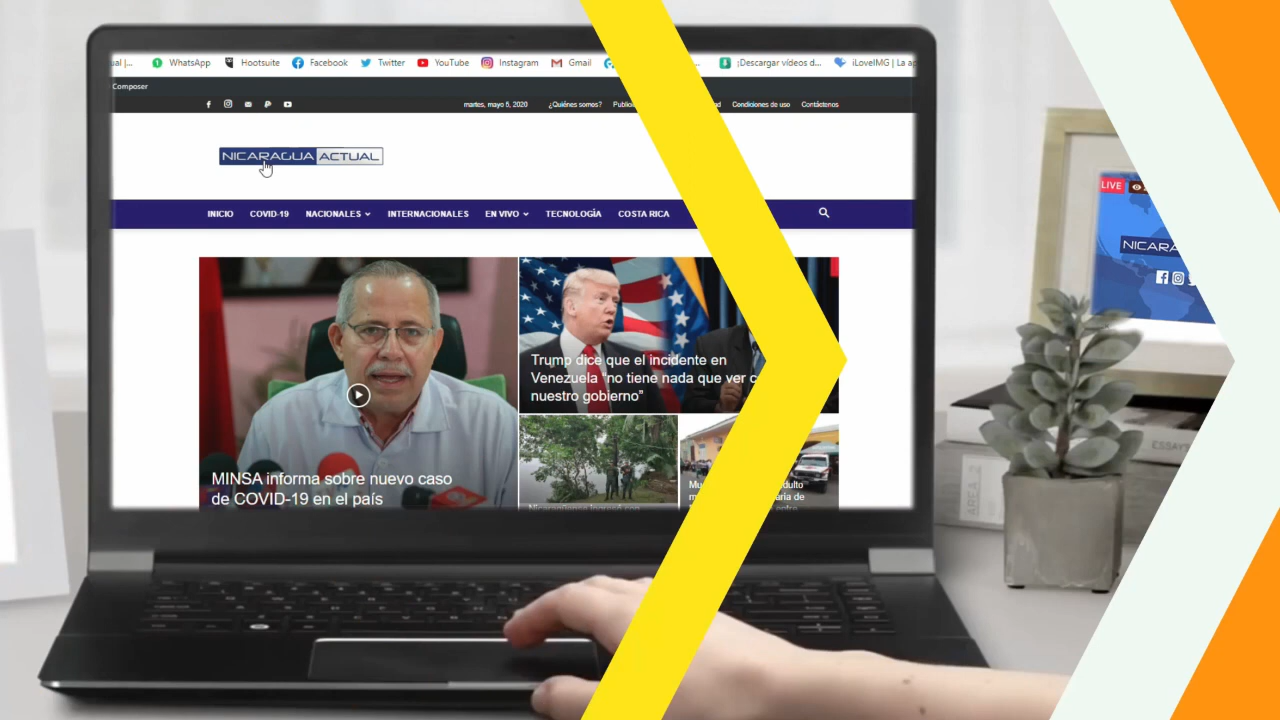 WhatsApp Hootsuite Facebook Twitter YouTube Instagram Gmail ¡Descargar vídeos d... iLoveIMG | La
Composer
martes, mayo 5, 2020 ¿Quiénes somos? Condiciones de uso Contáctenos
NICARAGUA ACTUAL
INICIO COVID-19 NACIONALES INTERNACIONALES EN VIVO TECNOLOGÍA COSTA RICA
MINSA informa sobre nuevo caso
de COVID-19 en el país
Trump dice que el incidente en
Venezuela "no tiene nada que ver
nuestro gobierno"
LIVE
NICARA
ESSAYS
AREA 2